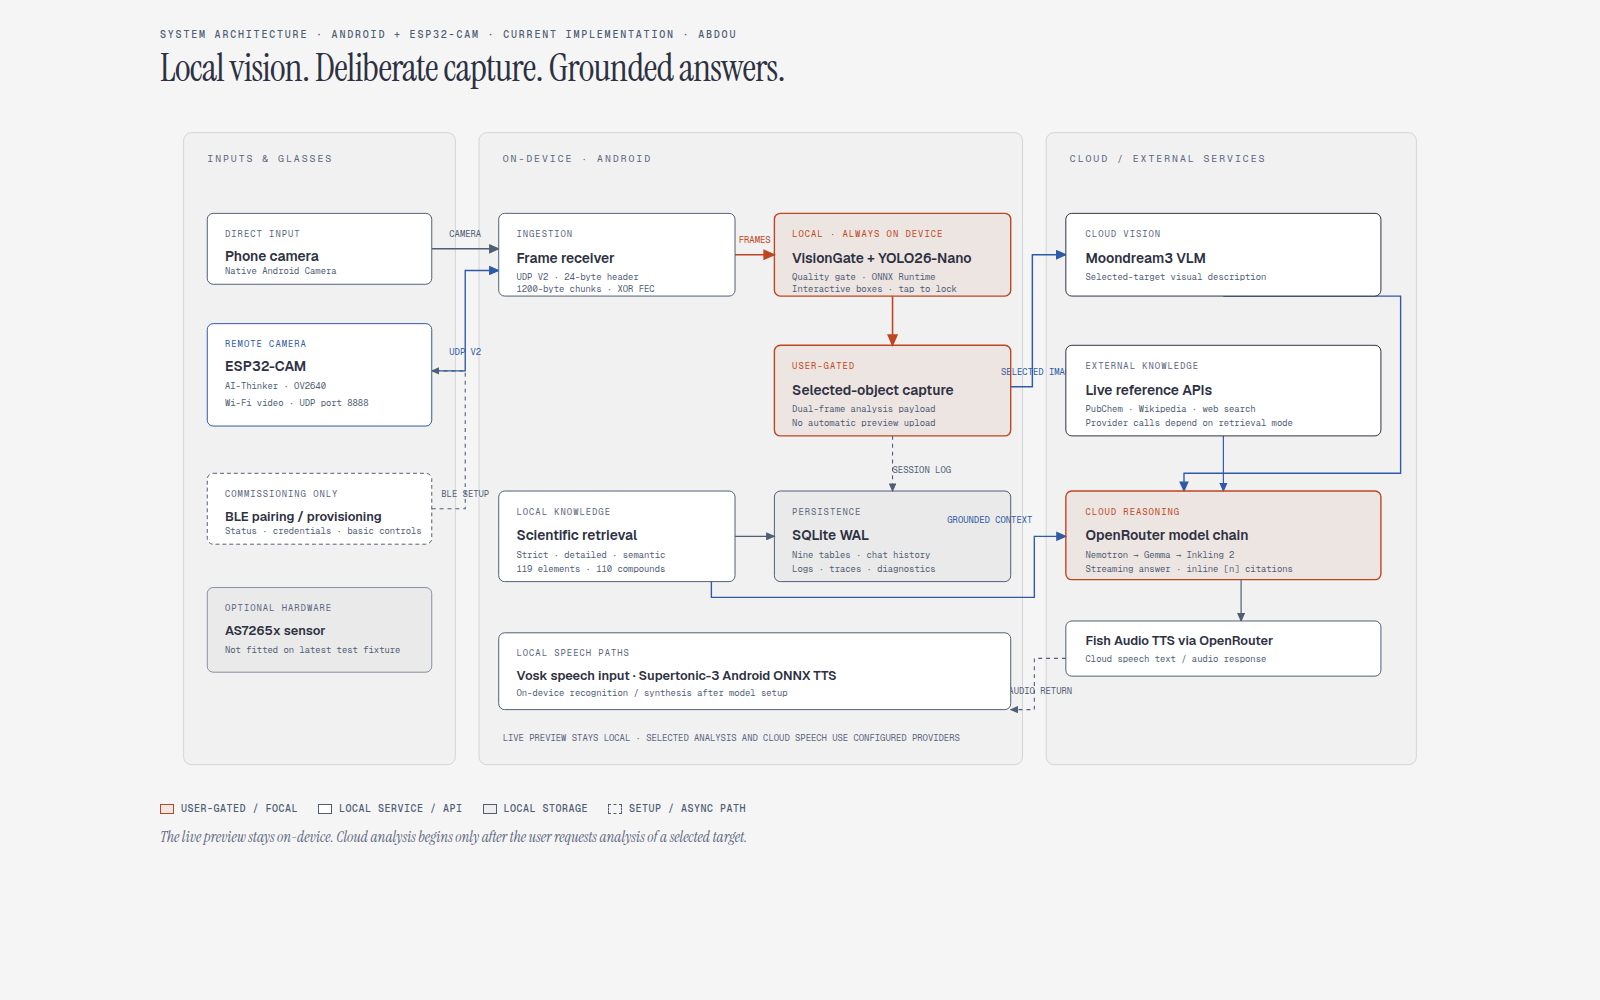 SYSTEM ARCHITECTURE · ANDROID + ESP32-CAM · CURRENT IMPLEMENTATION · ABDOU
Local vision. Deliberate capture. Grounded answers.
INPUTS & GLASSES
DIRECT INPUT
Phone camera
Native Android Camera
REMOTE CAMERA
ESP32-CAM
AI-Thinker · OV2640
Wi-Fi video · UDP port 8888
COMMISSIONING ONLY
BLE pairing / provisioning
Status · credentials · basic controls
OPTIONAL HARDWARE
AS7265x sensor
Not fitted on latest test fixture
CAMERA
UDP V2
BLE SETUP
ON-DEVICE · ANDROID
INGESTION
Frame receiver
UDP V2 · 24-byte header
1200-byte chunks · XOR FEC
FRAMES
LOCAL · ALWAYS ON DEVICE
VisionGate + YOLO26-Nano
Quality gate · ONNX Runtime
Interactive boxes · tap to lock
USER-GATED
Selected-object capture
Dual-frame analysis payload
No automatic preview upload
SELECTED IMA
SESSION LOG
LOCAL KNOWLEDGE
Scientific retrieval
Strict · detailed · semantic
119 elements · 110 compounds
PERSISTENCE
SQLite WAL
Nine tables · chat history
Logs · traces · diagnostics
GROUNDED CONTEXT
LOCAL SPEECH PATHS
Vosk speech input · Supertonic-3 Android ONNX TTS
On-device recognition / synthesis after model setup
AUDIO RETURN
LIVE PREVIEW STAYS LOCAL · SELECTED ANALYSIS AND CLOUD SPEECH USE CONFIGURED PROVIDERS
CLOUD / EXTERNAL SERVICES
CLOUD VISION
Moondream3 VLM
Selected-target visual description
EXTERNAL KNOWLEDGE
Live reference APIs
PubChem · Wikipedia · web search
Provider calls depend on retrieval mode
CLOUD REASONING
OpenRouter model chain
Nemotron → Gemma → Inkling 2
Streaming answer · inline [n] citations
Fish Audio TTS via OpenRouter
Cloud speech text / audio response
USER-GATED / FOCAL
LOCAL SERVICE / API
LOCAL STORAGE
SETUP / ASYNC PATH
The live preview stays on-device. Cloud analysis begins only after the user requests analysis of a selected target.